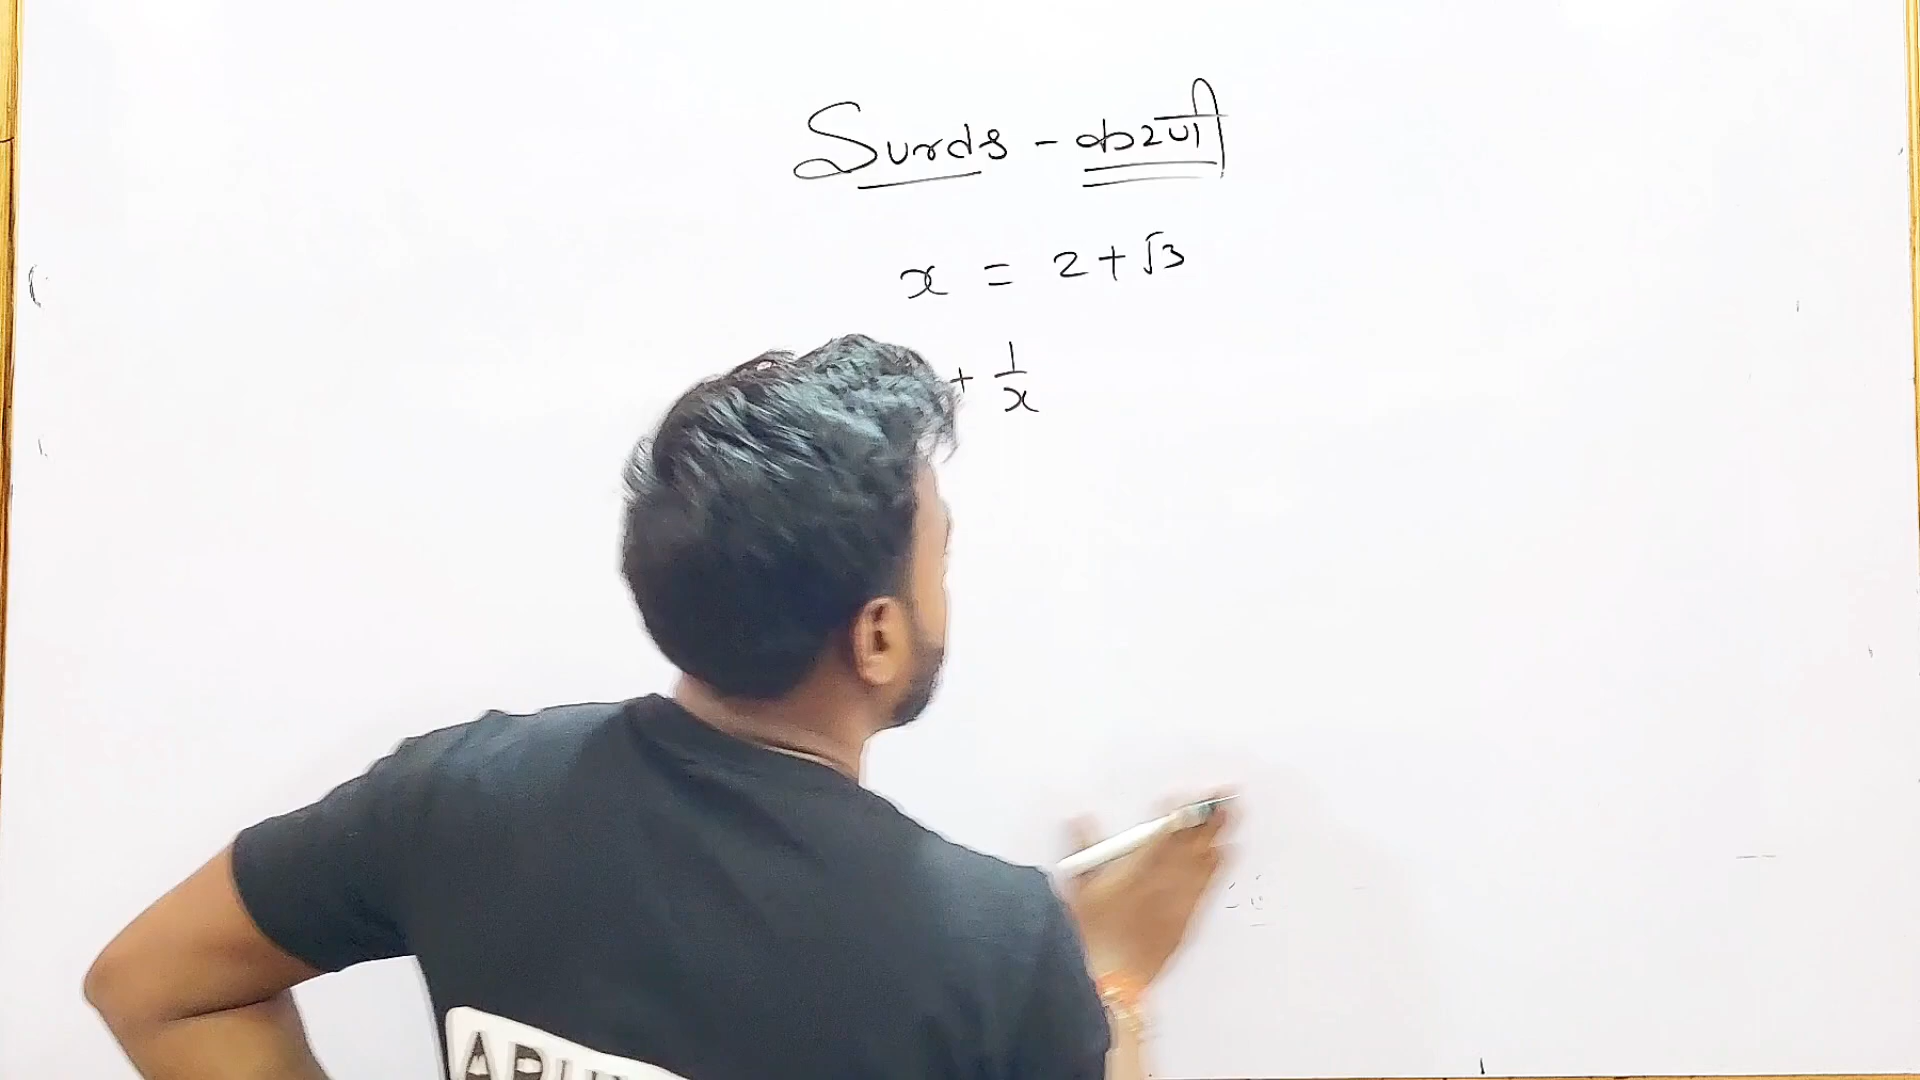 Surds - करणी
x = 2+√3
+ 1/x